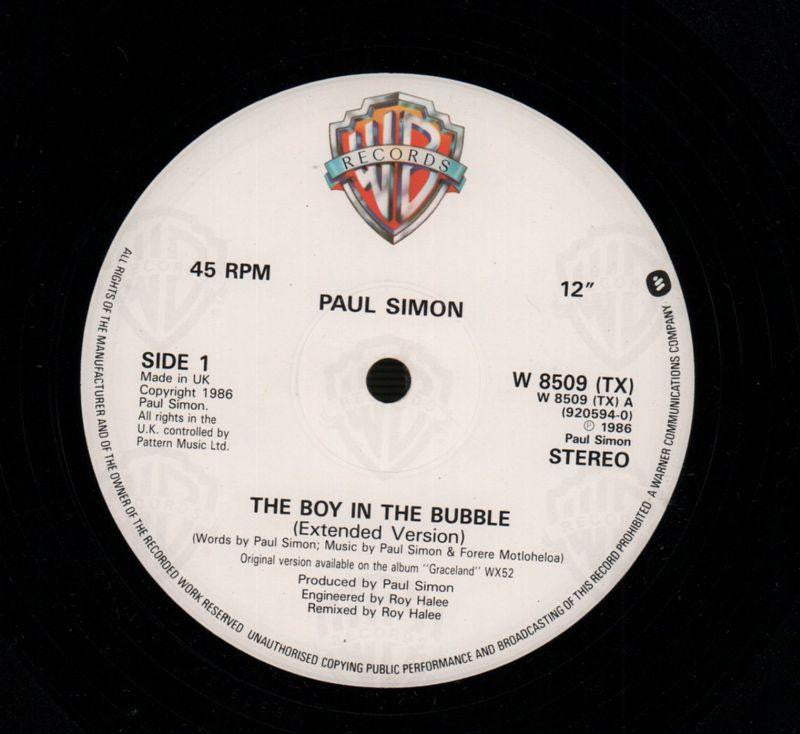 WB
RECORDS
45 RPM
12"
PAUL SIMON
SIDE 1
Made in UK
Copyright 1986
Paul Simon.
All rights in the
U.K. controlled by
Pattern Music Ltd.
W 8509 (TX)
W 8509 (TX) A
(920594-0)
Ⓟ 1986
Paul Simon
STEREO
THE BOY IN THE BUBBLE
(Extended Version)
(Words by Paul Simon; Music by Paul Simon & Forere Motloheloa)
Original version available on the album "Graceland" WX52
Produced by Paul Simon
Engineered by Roy Halee
Remixed by Roy Halee
ALL RIGHTS OF THE MANUFACTURER AND OF THE OWNER OF THE RECORDED WORK RESERVED UNAUTHORISED COPYING PUBLIC PERFORMANCE AND BROADCASTING OF THIS RECORD PROHIBITED A WARNER COMMUNICATIONS COMPANY